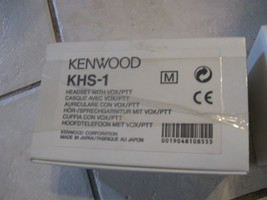 KENWOOD
KHS-1
M
HEADSET WITH VOX/PTT
CASQUE AVEC VOX/PTT
AURICULARE CON VOX/PTT
HÖR-/SPRECHGARNITUR MIT VOX/PTT
CUFFIA CON VOX/PTT
HOOFDTELEFOON MET VOX/PTT
CE
KENWOOD CORPORATION
MADE IN JAPAN/FABRIQUE AU JAPON
0019048108555